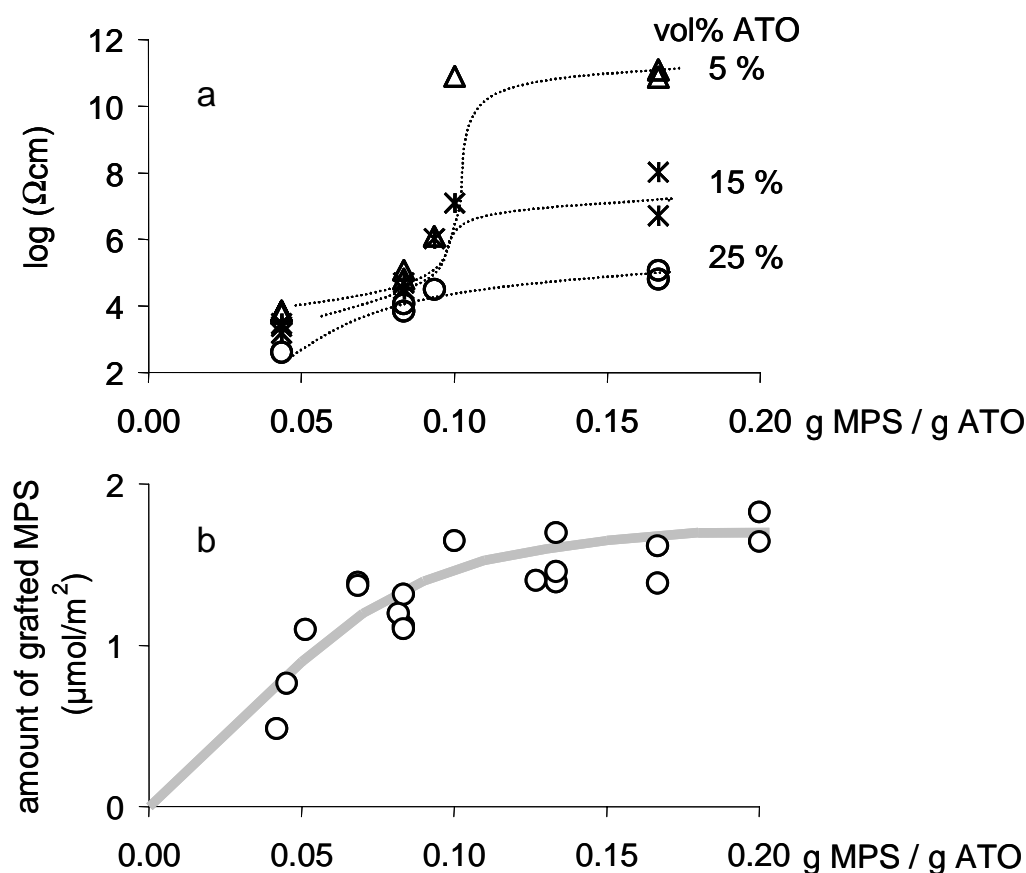 vol% ATO
12
5 %
a
10
8
15 %
6
25 %
4
2
log (Ωcm)
0.00 0.05 0.10 0.15 0.20 g MPS / g ATO
2
b
1
0
amount of grafted MPS
(µmol/m²)
0.00 0.05 0.10 0.15 0.20 g MPS / g ATO